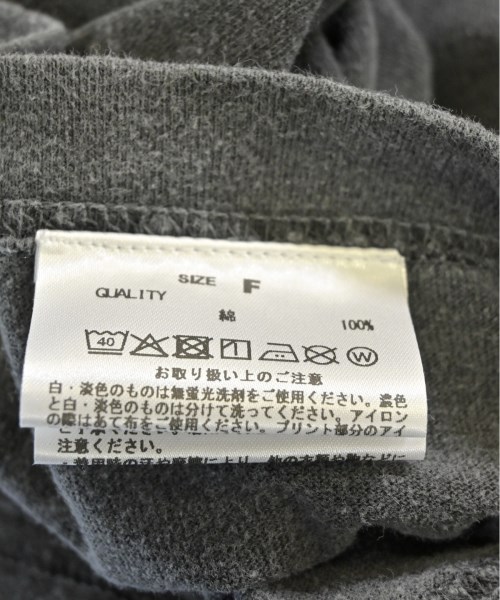 SIZE F
QUALITY
綿 100%
40 W
お取り扱い上のご注意
白・淡色のものは無蛍光洗剤をご使用ください。濃色
と白・淡色のものは分けて洗ってください。アイロン
の際はあて布をご使用ください。プリント部分のアイ
注意ください。